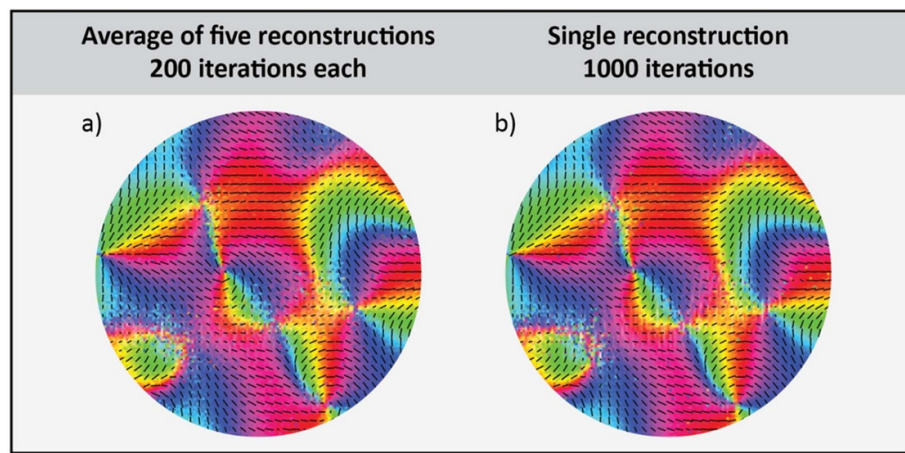 Average of five reconstructions
200 iterations each
Single reconstruction
1000 iterations
a)
b)